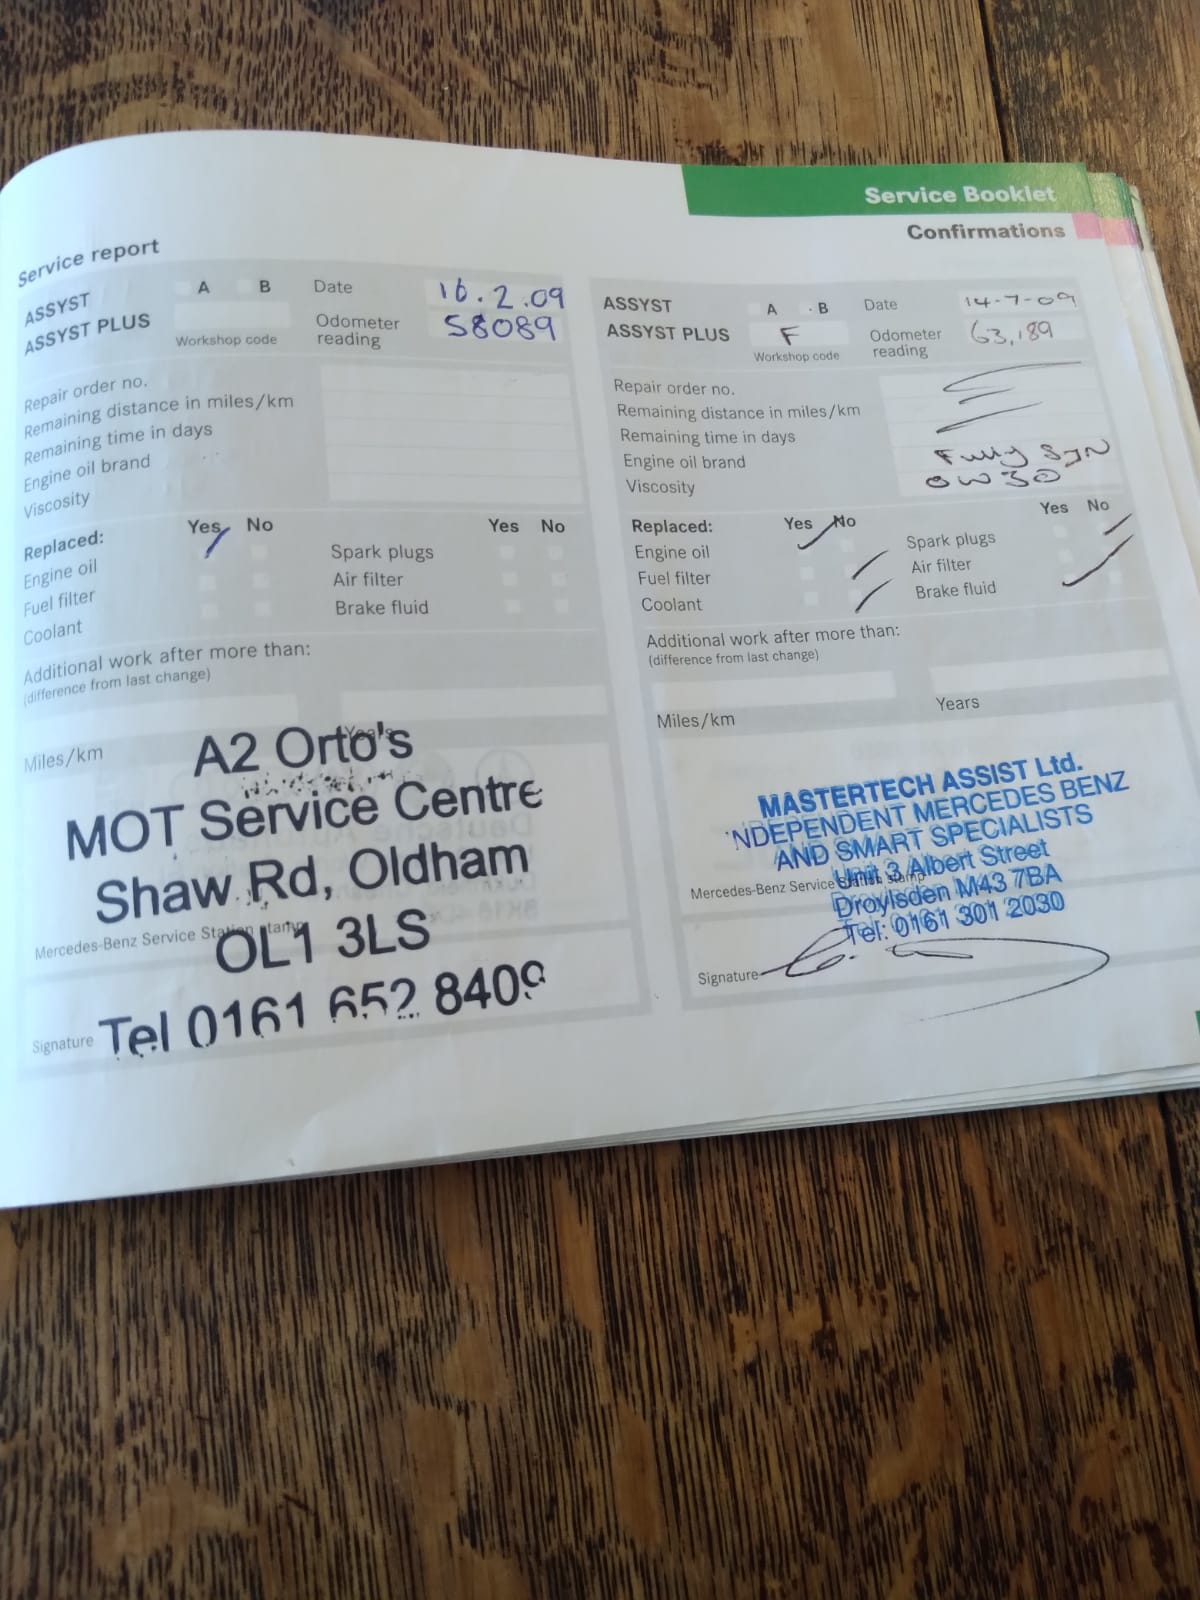 Service Booklet
Confirmations
Service report
ASSYST
ASSYST PLUS
A B
Workshop code
Date 16.2.09
Odometer reading 58089
Repair order no.
Remaining distance in miles/km
Remaining time in days
Engine oil brand
Viscosity
Replaced: Yes No Yes No
Engine oil Spark plugs
Fuel filter Air filter
Coolant Brake fluid
Additional work after more than:
(difference from last change)
Miles/km
A2 Orto's
MOT Service Centre
Shaw Rd, Oldham
Mercedes-Benz Service Station stamp
OL1 3LS
Signature
Tel 0161 652 8409
ASSYST
ASSYST PLUS
A B
F
Workshop code
Date 14-7-09
Odometer reading 63,189
Repair order no.
Remaining distance in miles/km
Remaining time in days
Engine oil brand Fully SYN
Viscosity 0W30
Replaced: Yes No Yes No
Engine oil Spark plugs
Fuel filter Air filter
Coolant Brake fluid
Additional work after more than:
(difference from last change)
Miles/km Years
MASTERTECH ASSIST Ltd.
NDEPENDENT MERCEDES BENZ
AND SMART SPECIALISTS
Unit 3 Albert Street
Mercedes-Benz Service Station stamp
Droylsden M43 7BA
Tel: 0161 301 2030
Signature